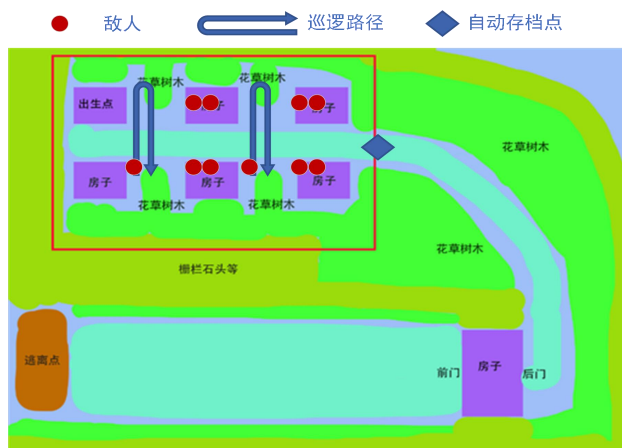 敌人
巡逻路径
自动存档点
花草树木
花草树木
出生点
房子
房子
花草树木
房子
房子
房子
花草树木
花草树木
花草树木
栅栏石头等
逃离点
前门
房子
后门